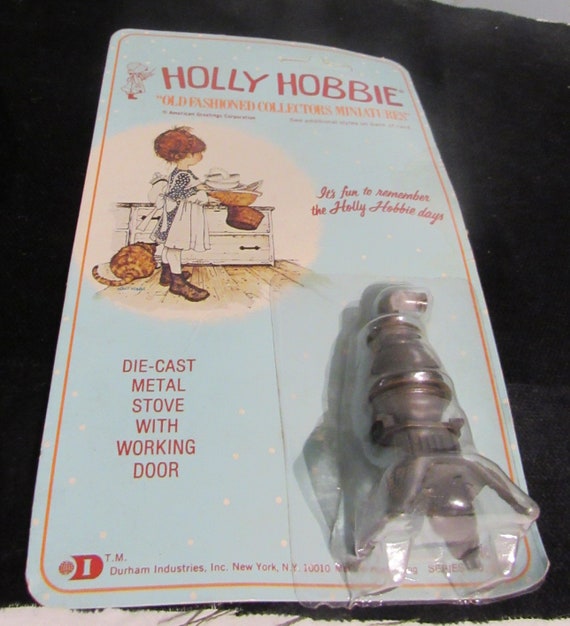 HOLLY HOBBIE®
"OLD FASHIONED COLLECTORS MINIATURES"
© American Greetings Corporation
See additional styles on back of card
It's fun to remember
the Holly Hobbie days
DIE-CAST
METAL
STOVE
WITH
WORKING
DOOR
D T.M.
Durham Industries, Inc. New York, N.Y. 10010
SERIES